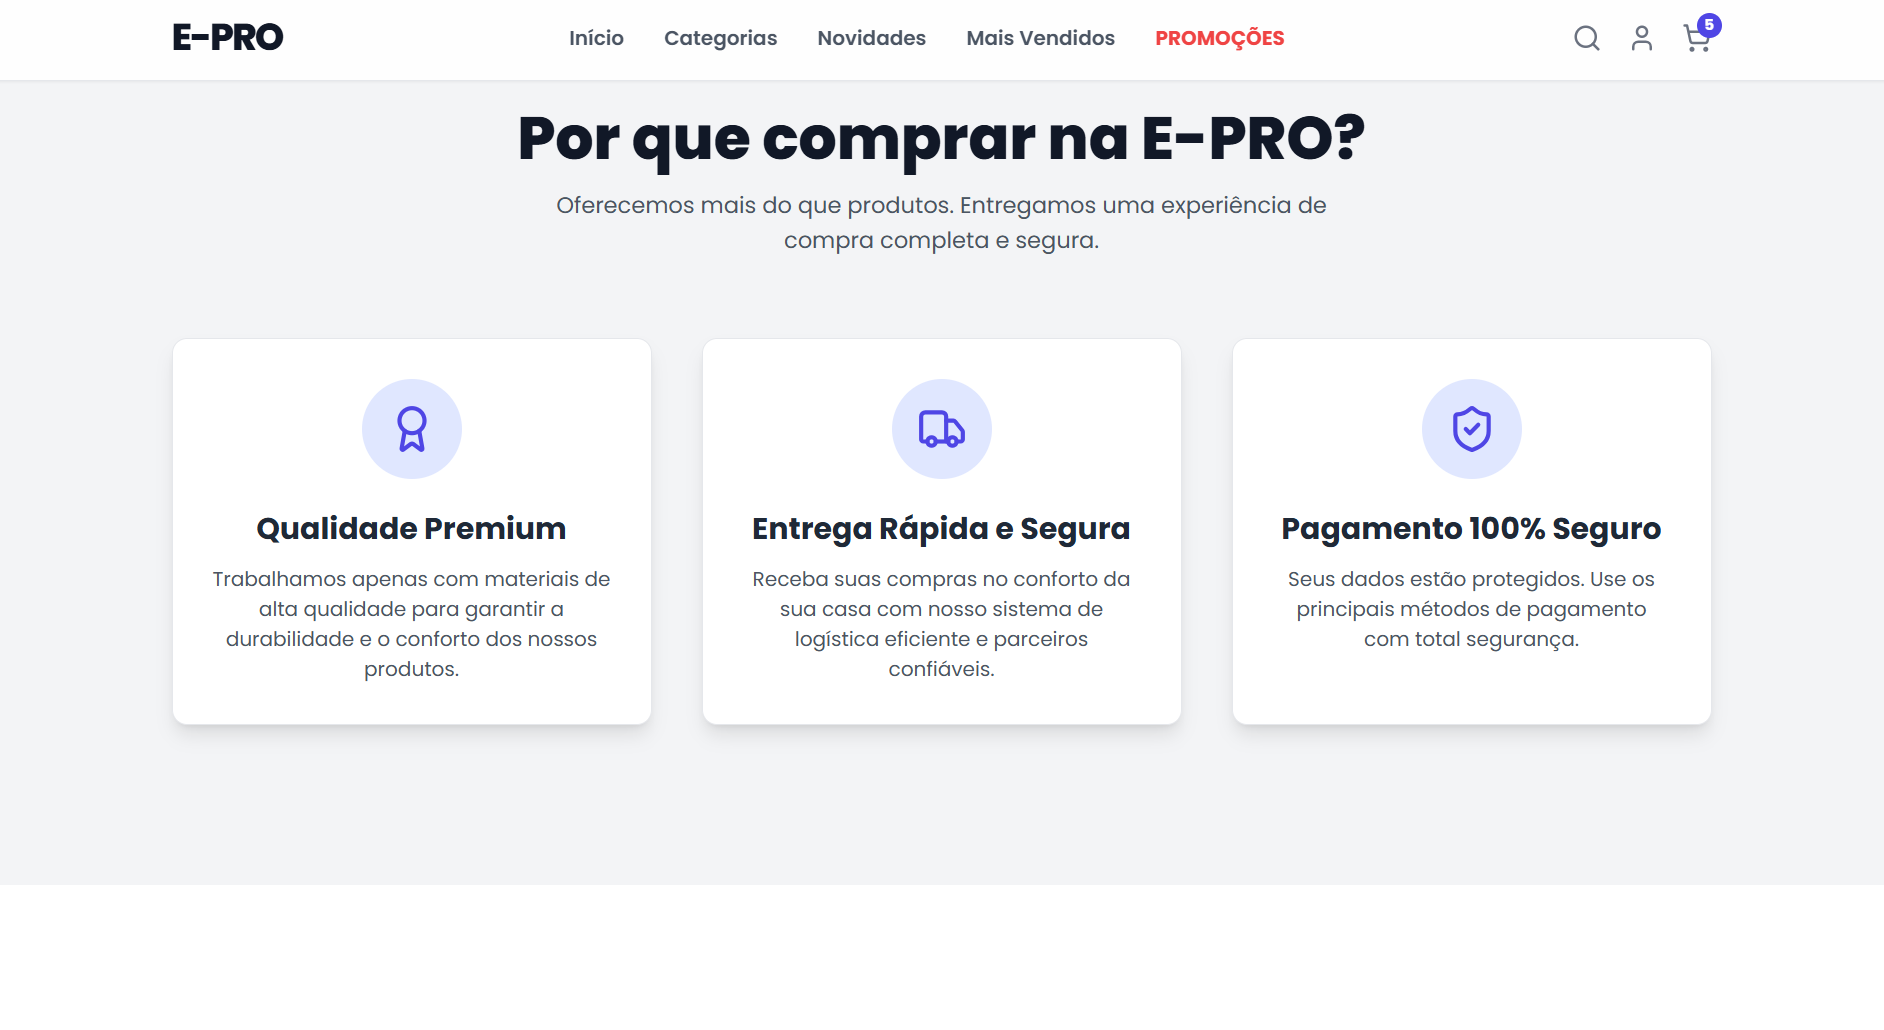 E-PRO
Início
Categorias
Novidades
Mais Vendidos
PROMOÇÕES
5
Por que comprar na E-PRO?
Oferecemos mais do que produtos. Entregamos uma experiência de
compra completa e segura.
Qualidade Premium
Trabalhamos apenas com materiais de
alta qualidade para garantir a
durabilidade e o conforto dos nossos
produtos.
Entrega Rápida e Segura
Receba suas compras no conforto da
sua casa com nosso sistema de
logística eficiente e parceiros
confiáveis.
Pagamento 100% Seguro
Seus dados estão protegidos. Use os
principais métodos de pagamento
com total segurança.